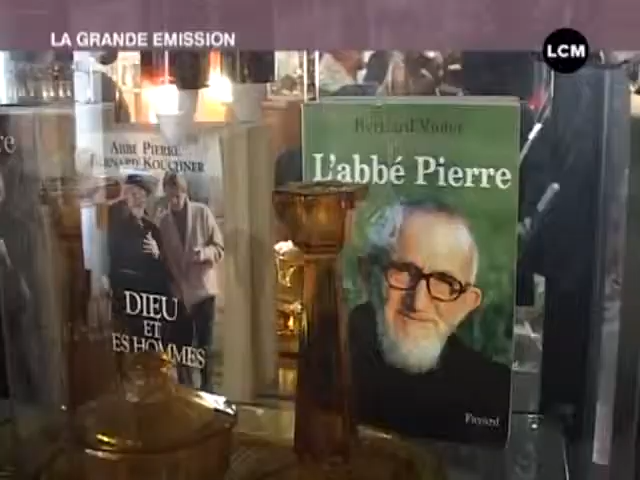 LA GRANDE EMISSION
LCM
ABBÉ PIERRE
BERNARD KOUCHNER
DIEU
ET
LES HOMMES
Bernard Violet
L'abbé Pierre
Fayard